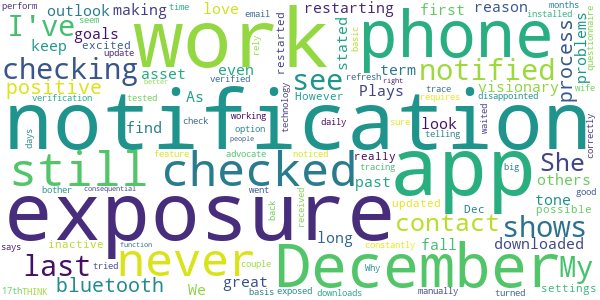 perform outlook making love first reason months
seem time email restarting installed questionnaire
I've work phone process problems
update goals excited restarted stated rely basic
keep
checking asset even see notified
positive verification tested verified refresh right term visionary better disappointed wife
As However Plays trace requires
notification
find check working option technology look waited sure telling correctly
days people daily really tracing She
still checked app big others
feature advocate noticed past
bother consequential went back received updated tone good possible
exposure contact shows
says inactive never long Dec fall downloaded
last tried December My
17th THINK function We couple great constantly
bluetooth basis exposed downloads Why manually turned settings